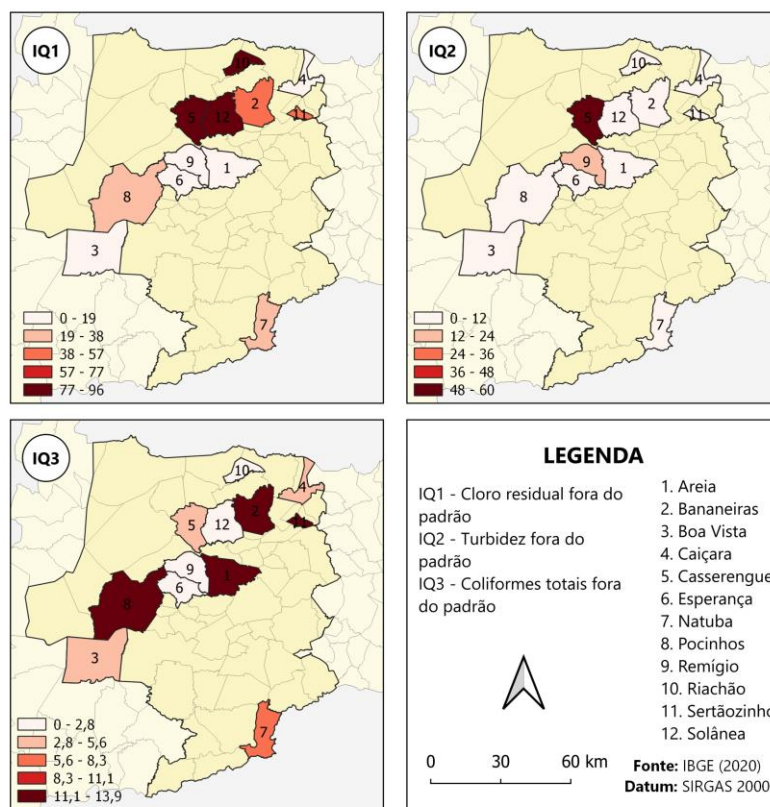 IQ1
10
4
2
5
12
11
9
1
6
8
3
7
0 - 19
19 - 38
38 - 57
57 - 77
77 - 96
IQ2
10
4
2
5
12
11
9
1
6
8
3
7
0 - 12
12 - 24
24 - 36
36 - 48
48 - 60
IQ3
10
4
2
5
12
11
9
1
6
8
3
7
0 - 2,8
2,8 - 5,6
5,6 - 8,3
8,3 - 11,1
11,1 - 13,9
LEGENDA
IQ1 - Cloro residual fora do
padrão
IQ2 - Turbidez fora do
padrão
IQ3 - Coliformes totais fora
do padrão
1. Areia
2. Bananeiras
3. Boa Vista
4. Caiçara
5. Casserengue
6. Esperança
7. Natuba
8. Pocinhos
9. Remígio
10. Riachão
11. Sertãozinho
12. Solânea
0 30 60 km
Fonte: IBGE (2020)
Datum: SIRGAS 2000